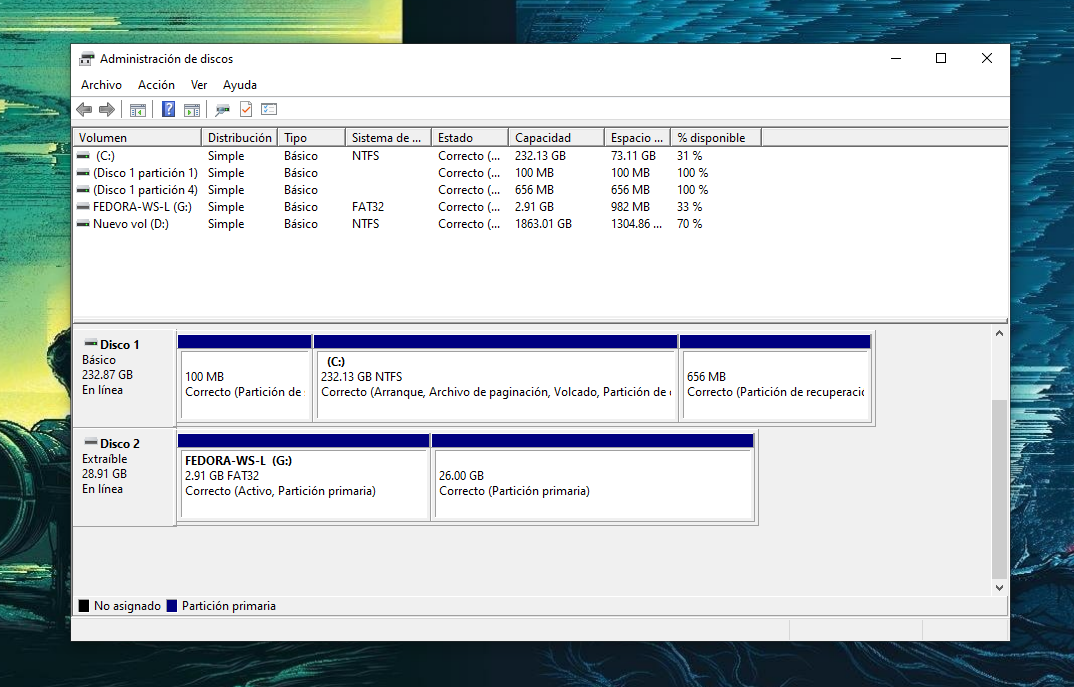 Administración de discos
Archivo Acción Ver Ayuda
Volumen Distribución Tipo Sistema de ... Estado Capacidad Espacio ... % disponible
(C:) Simple Básico NTFS Correcto (... 232.13 GB 73.11 GB 31 %
(Disco 1 partición 1) Simple Básico Correcto (... 100 MB 100 MB 100 %
(Disco 1 partición 4) Simple Básico Correcto (... 656 MB 656 MB 100 %
FEDORA-WS-L (G:) Simple Básico FAT32 Correcto (... 2.91 GB 982 MB 33 %
Nuevo vol (D:) Simple Básico NTFS Correcto (... 1863.01 GB 1304.86 ... 70 %
Disco 1
Básico
232.87 GB
En línea
100 MB
Correcto (Partición de
(C:)
232.13 GB NTFS
Correcto (Arranque, Archivo de paginación, Volcado, Partición de
656 MB
Correcto (Partición de recuperació
Disco 2
Extraíble
28.91 GB
En línea
FEDORA-WS-L (G:)
2.91 GB FAT32
Correcto (Activo, Partición primaria)
26.00 GB
Correcto (Partición primaria)
No asignado Partición primaria